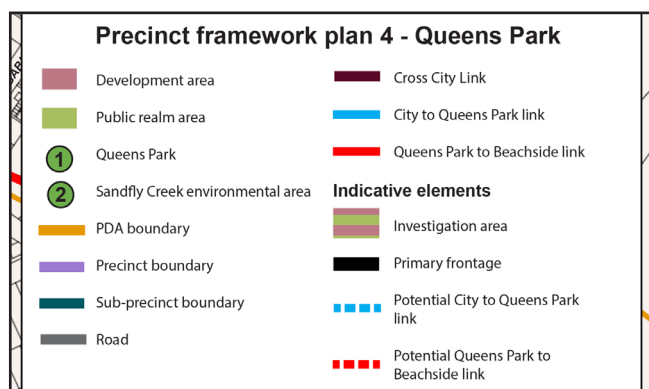 Precinct framework plan 4 - Queens Park
Development area
Public realm area
1 Queens Park
2 Sandfly Creek environmental area
PDA boundary
Precinct boundary
Sub-precinct boundary
Road
Cross City Link
City to Queens Park link
Queens Park to Beachside link
Indicative elements
Investigation area
Primary frontage
Potential City to Queens Park
link
Potential Queens Park to
Beachside link